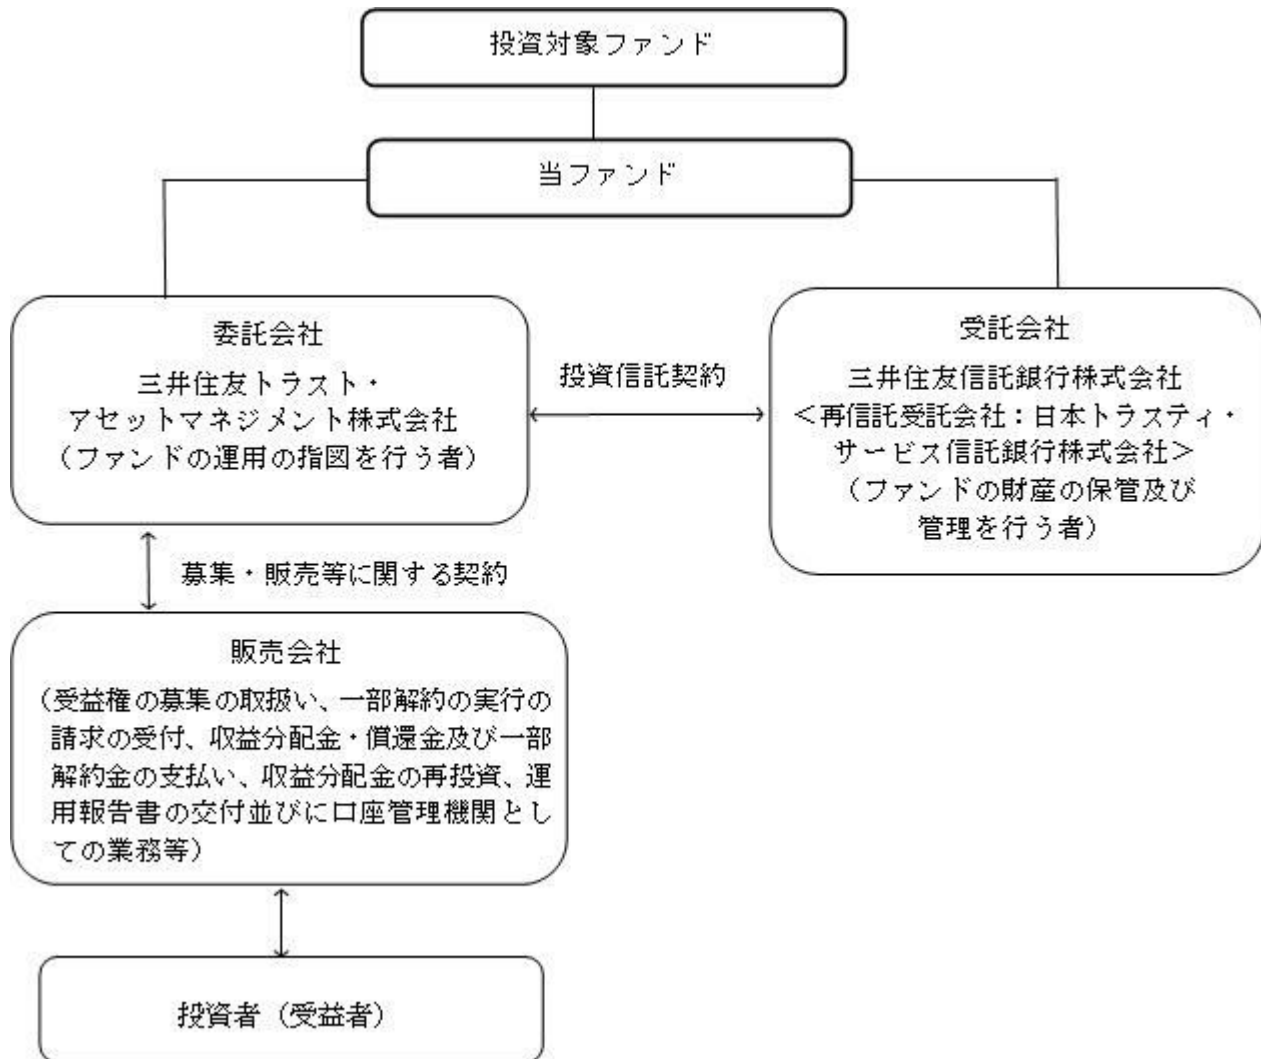 投資対象ファンド
当ファンド
委託会社
三井住友トラスト・
アセットマネジメント株式会社
（ファンドの運用の指図を行う者）
投資信託契約
受託会社
三井住友信託銀行株式会社
＜再信託受託会社：日本トラスティ・
サービス信託銀行株式会社＞
（ファンドの財産の保管及び
管理を行う者）
募集・販売等に関する契約
販売会社
（受益権の募集の取扱い、一部解約の実行の
請求の受付、収益分配金・償還金及び一部
解約金の支払い、収益分配金の再投資、運
用報告書の交付並びに口座管理機関とし
ての業務等）
投資者（受益者）